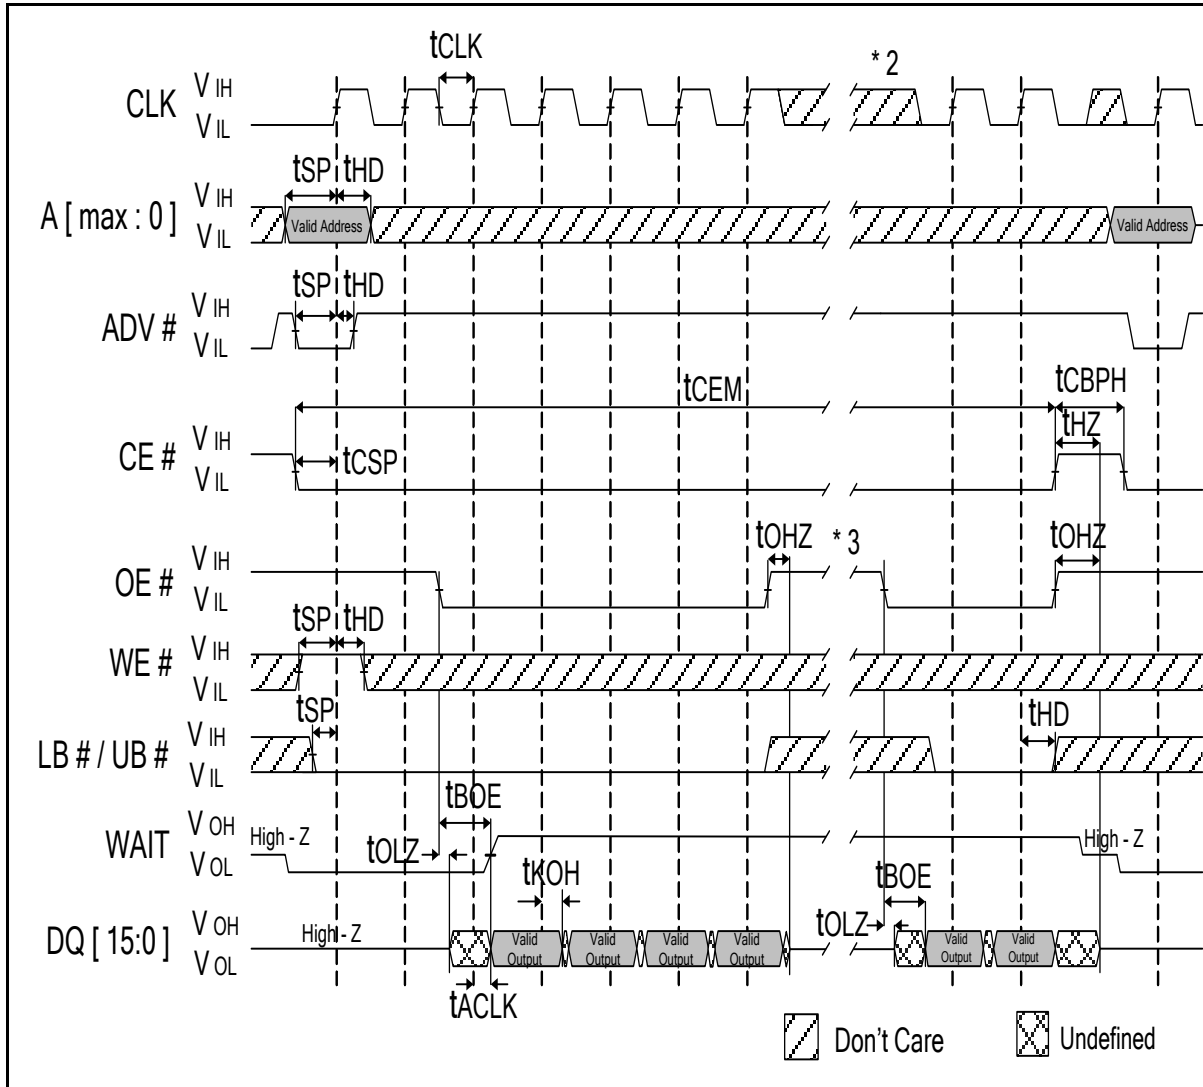 tCLK
* 2
CLK
V IH
V IL
tSP
tHD
A [ max : 0 ]
V IH
V IL
Valid Address
Valid Address
tSP
tHD
ADV #
V IH
V IL
tCEM
tCBPH
tHZ
CE #
V IH
V IL
tCSP
tOHZ
* 3
tOHZ
OE #
V IH
V IL
tSP
tHD
WE #
V IH
V IL
tSP
tHD
LB # / UB #
V IH
V IL
tBOE
WAIT
V OH
V OL
High - Z
High - Z
tOLZ
tKOH
tBOE
tOLZ
DQ [ 15:0 ]
V OH
V OL
High - Z
Valid Output
Valid Output
Valid Output
Valid Output
Valid Output
Valid Output
tACLK
Don't Care
Undefined